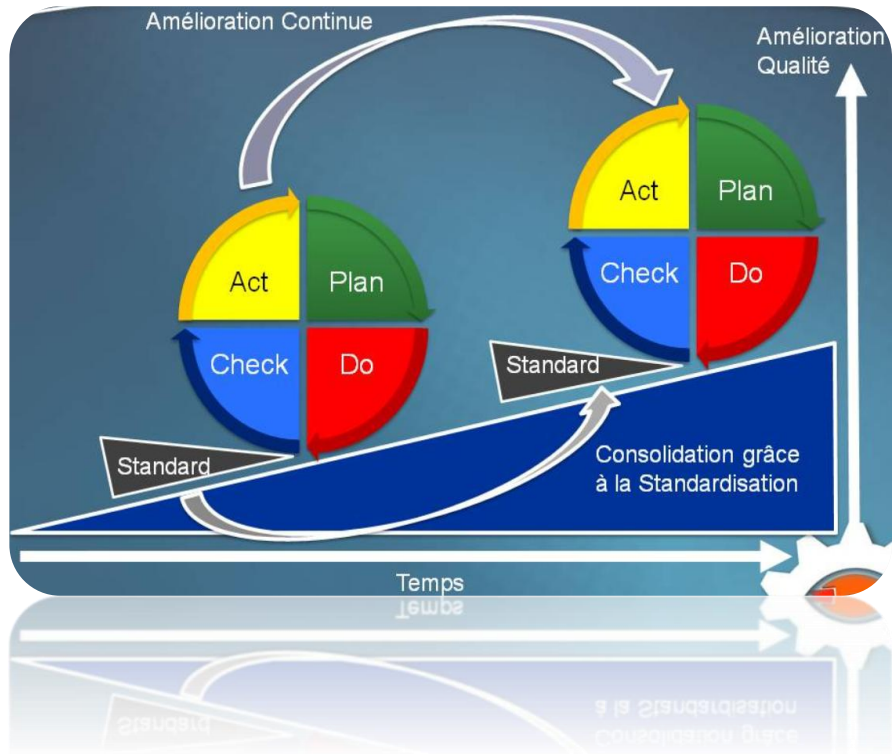 Amélioration Continue
Amélioration
Qualité
Act
Plan
Check
Do
Standard
Act
Plan
Check
Do
Standard
Consolidation grâce
à la Standardisation
Temps